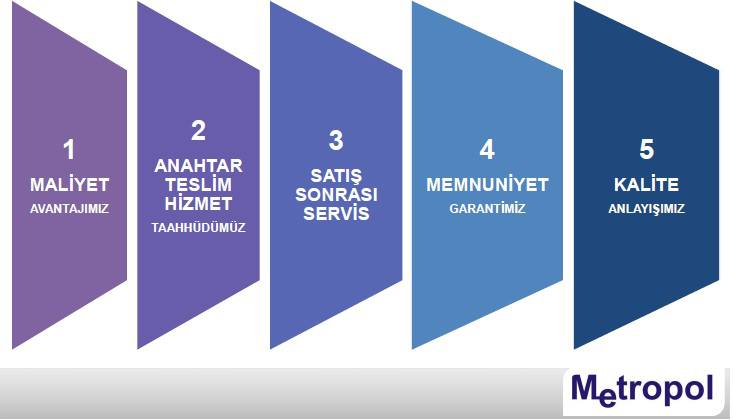 1
MALİYET
AVANTAJIMIZ
2
ANAHTAR
TESLİM
HİZMET
TAAHHÜDÜMÜZ
3
SATIŞ
SONRASI
SERVİS
4
MEMNUNİYET
GARANTİMİZ
5
KALİTE
ANLAYIŞIMIZ
Metropol